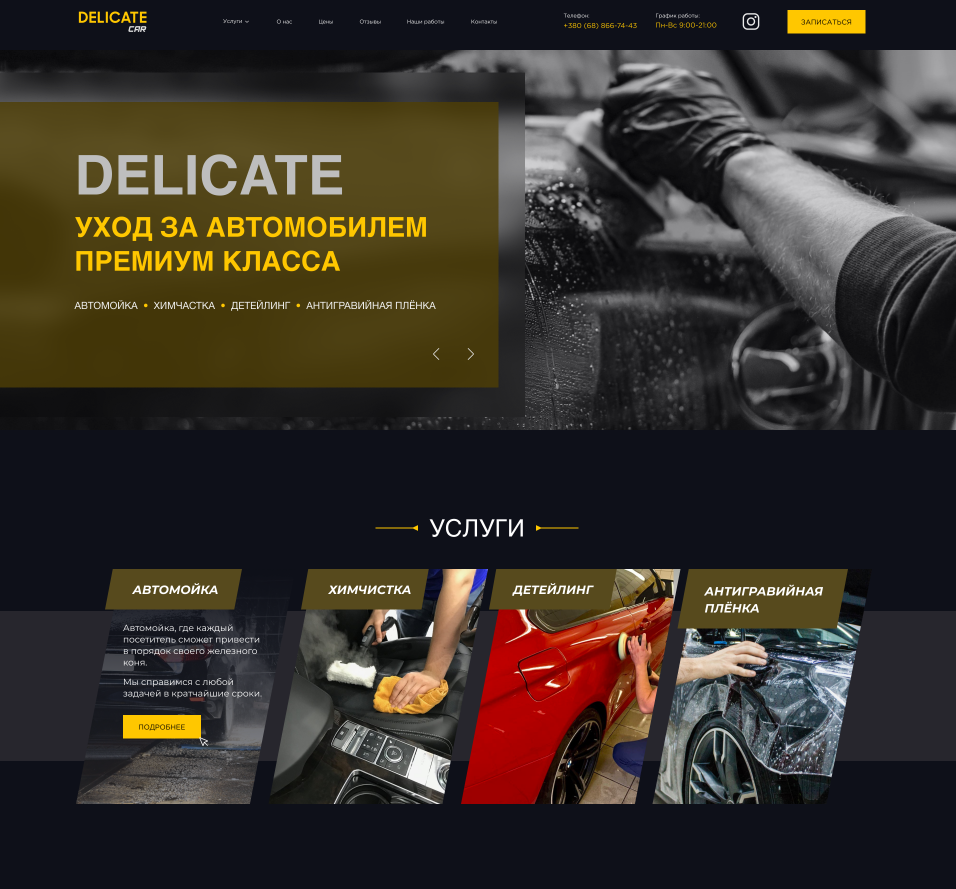 DELICATE
CAR
Услуги
О нас
Цены
Отзывы
Наши работы
Контакты
Телефон:
+380 (68) 866-74-43
График работы:
Пн-Вс 9:00-21:00
ЗАПИСАТЬСЯ
DELICATE
УХОД ЗА АВТОМОБИЛЕМ
ПРЕМИУМ КЛАССА
АВТОМОЙКА • ХИМЧАСТКА • ДЕТЕЙЛИНГ • АНТИГРАВИЙНАЯ ПЛЁНКА
УСЛУГИ
АВТОМОЙКА
Автомойка, где каждый
посетитель сможет привести
в порядок своего железного
коня.
Мы справимся с любой
задачей в кратчайшие сроки.
ПОДРОБНЕЕ
ХИМЧИСТКА
ДЕТЕЙЛИНГ
АНТИГРАВИЙНАЯ
ПЛЁНКА